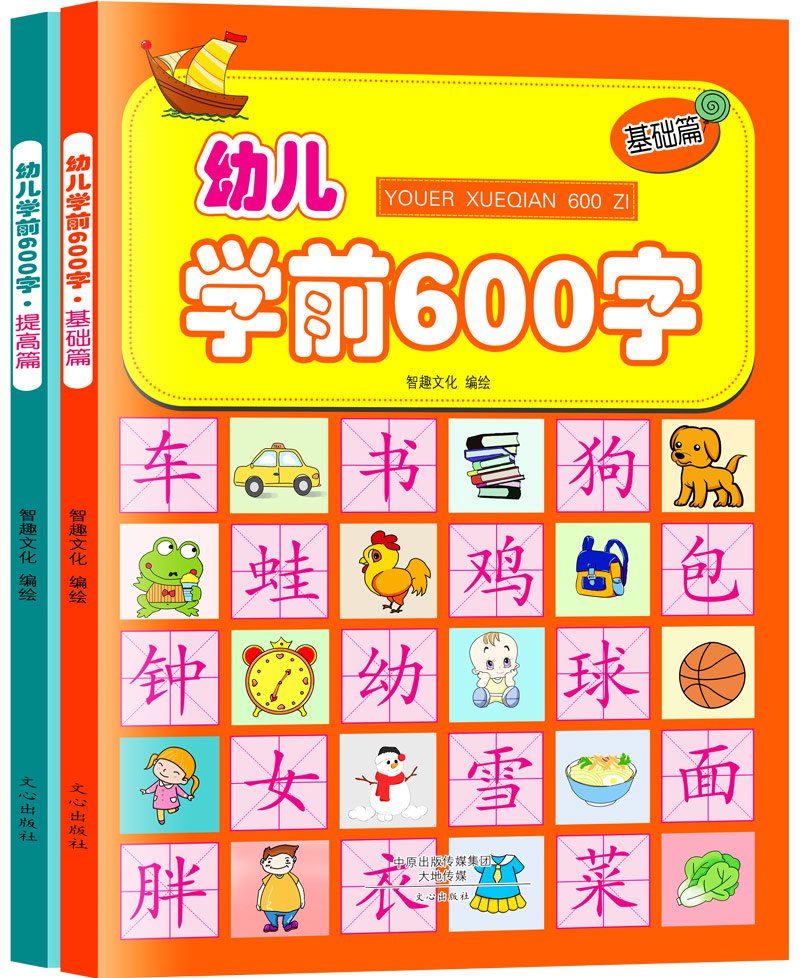 幼儿学前600字·提高篇
智趣文化 编绘
文心出版社
幼儿学前600字·基础篇
智趣文化 编绘
文心出版社
基础篇
幼儿
YOUER XUEQIAN 600 ZI
学前600字
智趣文化 编绘
车 书 狗
蛙 鸡 包
钟 幼 球
女 雪 面
胖 衣 菜
中原出版传媒集团
大地传媒
文心出版社